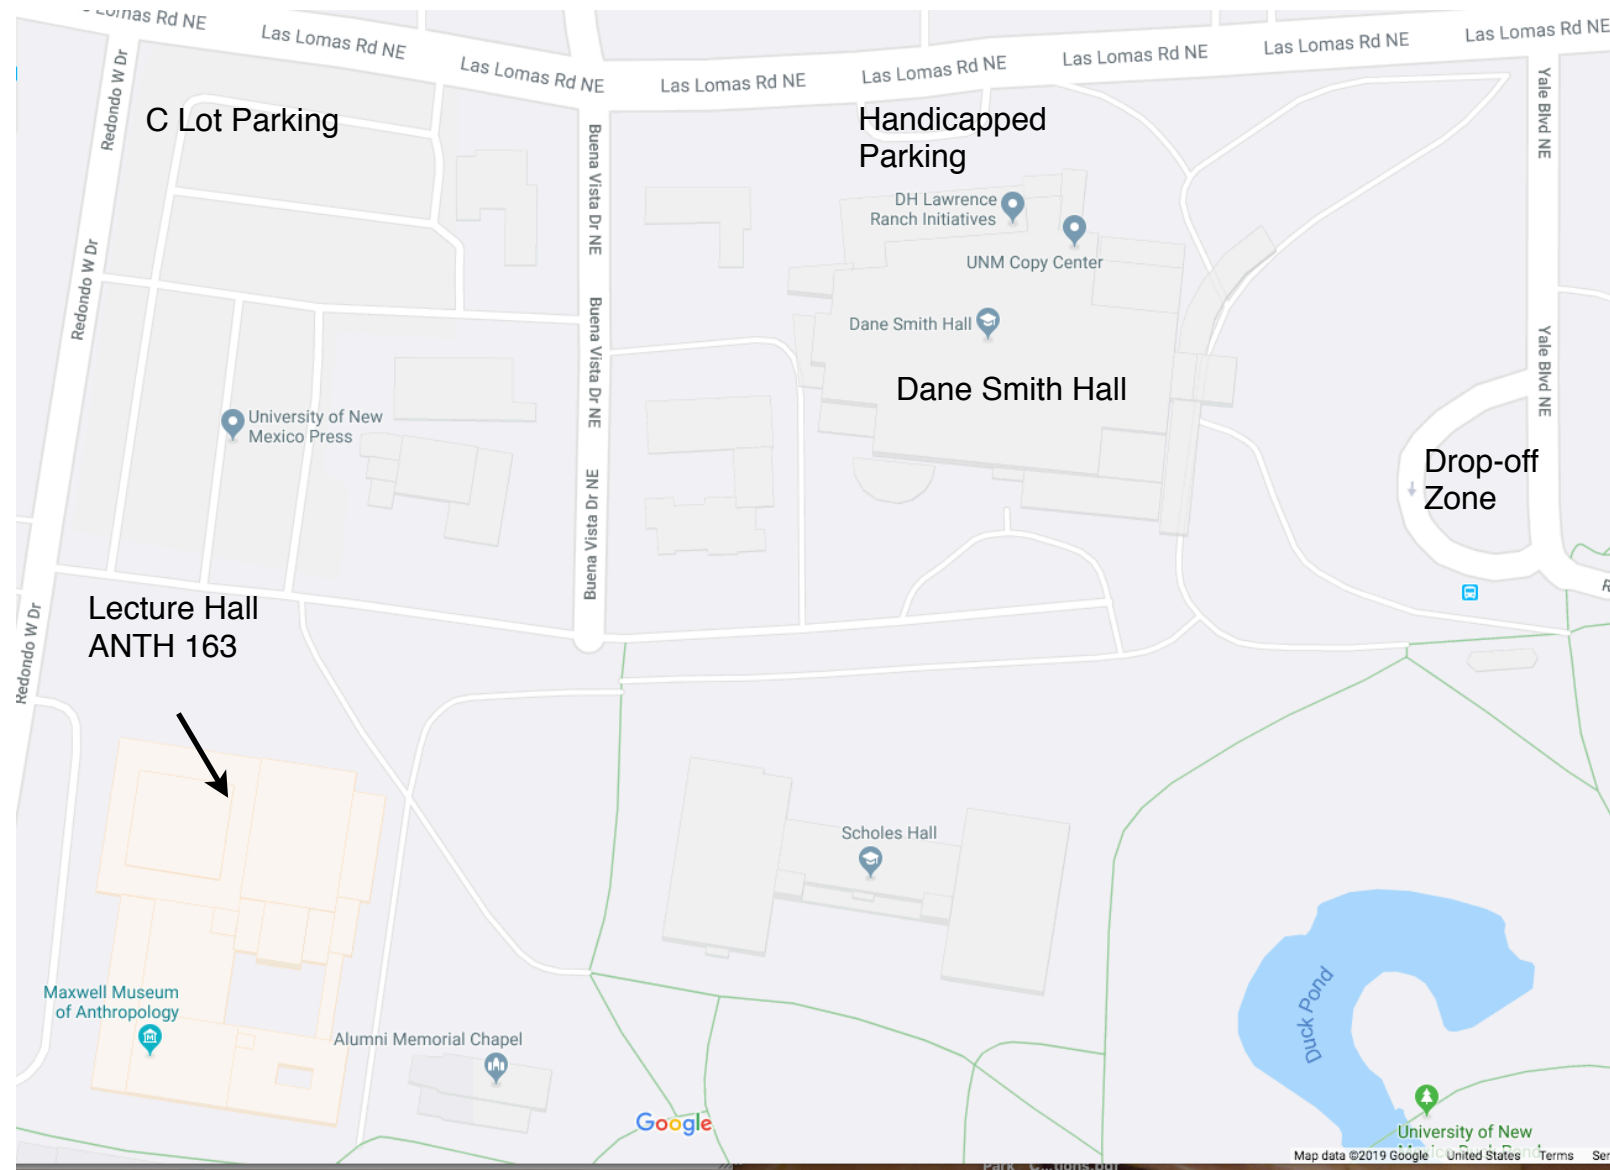 Lomas Rd NE
Las Lomas Rd NE
Las Lomas Rd NE
Las Lomas Rd NE
Las Lomas Rd NE
Las Lomas Rd NE
Las Lomas Rd NE
Las Lomas Rd NE
Redondo W Dr
C Lot Parking
Handicapped
Parking
Yale Blvd NE
Buena Vista Dr NE
DH Lawrence
Ranch Initiatives
UNM Copy Center
Redondo W Dr
Dane Smith Hall
Buena Vista Dr NE
Yale Blvd NE
Dane Smith Hall
University of New
Mexico Press
Drop-off
Zone
Buena Vista Dr NE
R
Lecture Hall
ANTH 163
Redondo W Dr
Scholes Hall
Maxwell Museum
of Anthropology
Duck Pond
Alumni Memorial Chapel
Google
University of New
Map data ©2019 Google United States Terms Ser